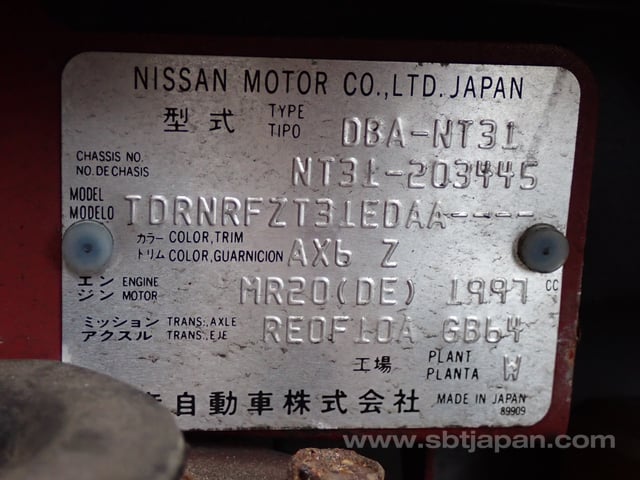 NISSAN MOTOR CO.,LTD. JAPAN
型式 TYPE TIPO DBA-NT31
CHASSIS NO. NO. DE CHASIS NT31-203445
MODEL MODELO TDRNRFZT31EDAA----
カラー COLOR,TRIM
トリム COLOR,GUARNICION AX6 Z
エン ENGINE
ジン MOTOR MR20(DE) 1997 CC
ミッション TRANS.,AXLE
アクスル TRANS.,EJE RE0F10A GB64
工場 PLANT PLANTA W
産自動車株式会社 MADE IN JAPAN
89909
www.sbtjapan.com